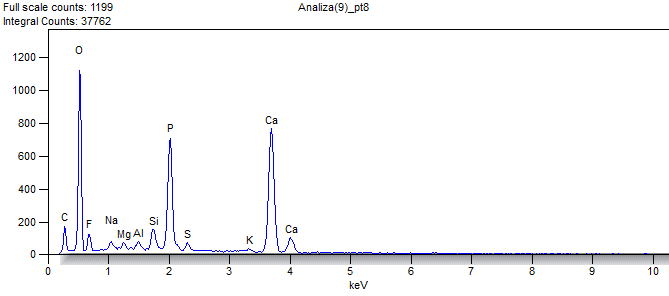 Full scale counts: 1199
Analiza(9)_pt8
Integral Counts: 37762
1200
1000
800
600
400
200
0
O
C
F
Na
Mg
Al
Si
P
S
K
Ca
Ca
0 1 2 3 4 5 6 7 8 9 10
keV